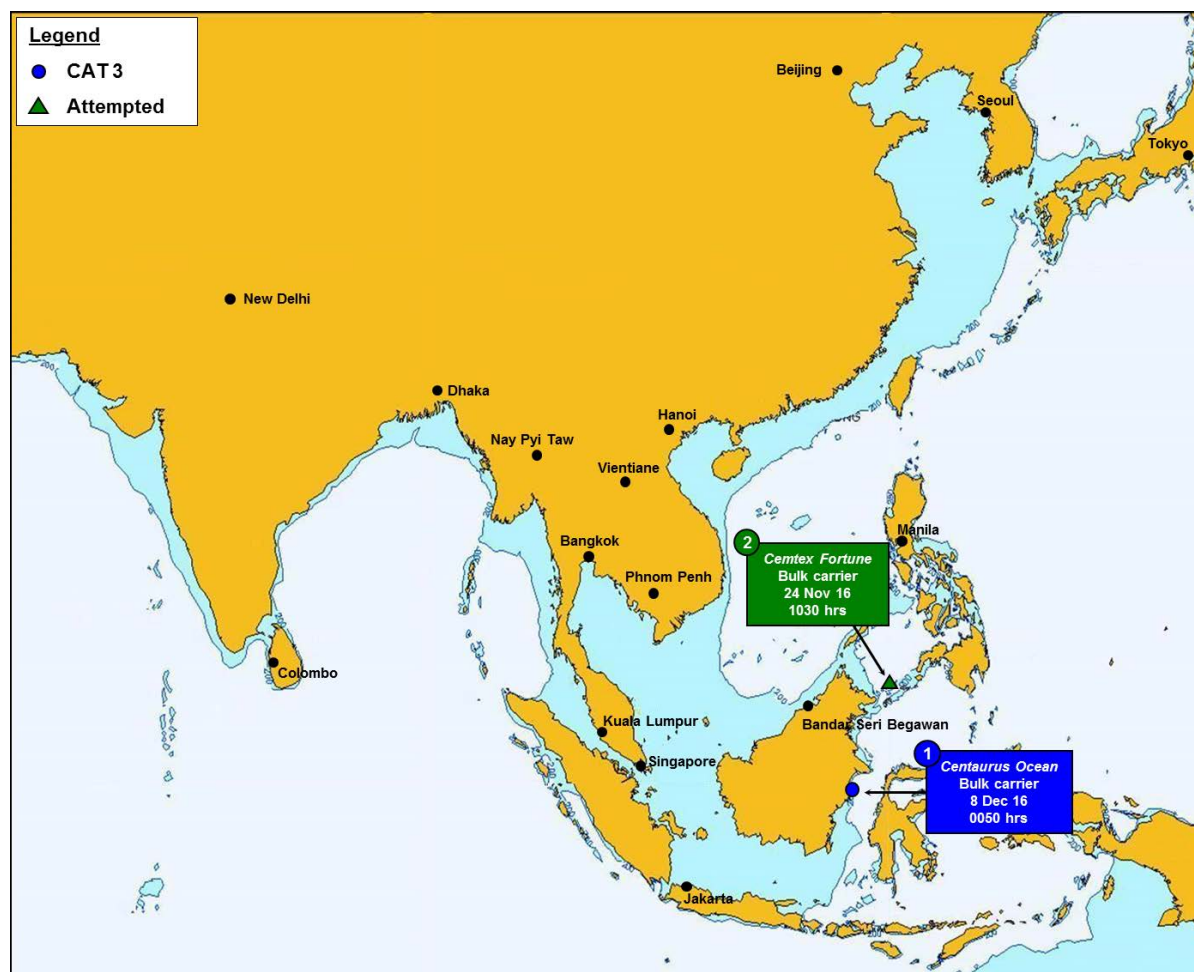 Legend
CAT 3
Attempted
Beijing
Seoul
Tokyo
New Delhi
Dhaka
Hanoi
Nay Pyi Taw
Vientiane
Bangkok
Manila
Phnom Penh
2
Cemtex Fortune
Bulk carrier
24 Nov 16
1030 hrs
Colombo
Kuala Lumpur
Bandar Seri Begawan
Singapore
1
Centaurus Ocean
Bulk carrier
8 Dec 16
0050 hrs
Jakarta
200